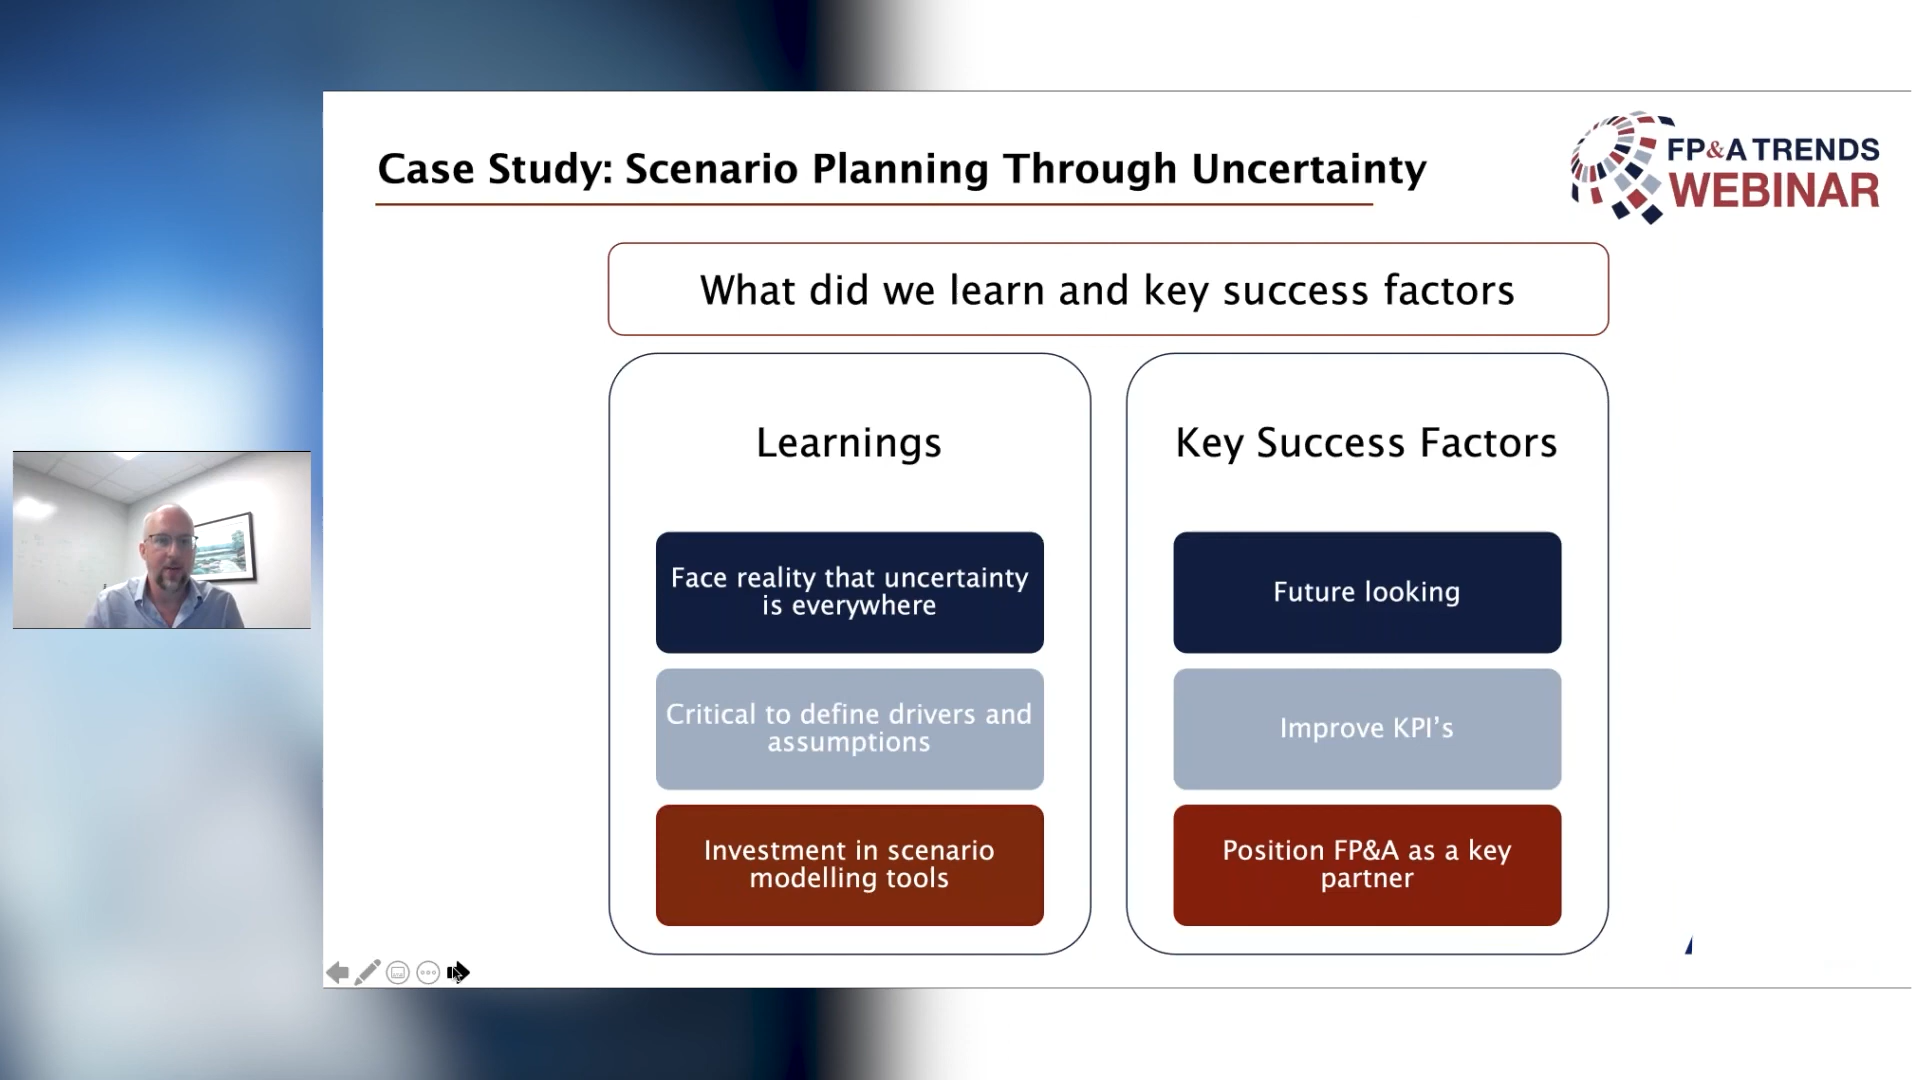 Case Study: Scenario Planning Through Uncertainty
FP&A TRENDS
WEBINAR
What did we learn and key success factors
Learnings
Face reality that uncertainty
is everywhere
Critical to define drivers and
assumptions
Investment in scenario
modelling tools
Key Success Factors
Future looking
Improve KPI’s
Position FP&A as a key
partner